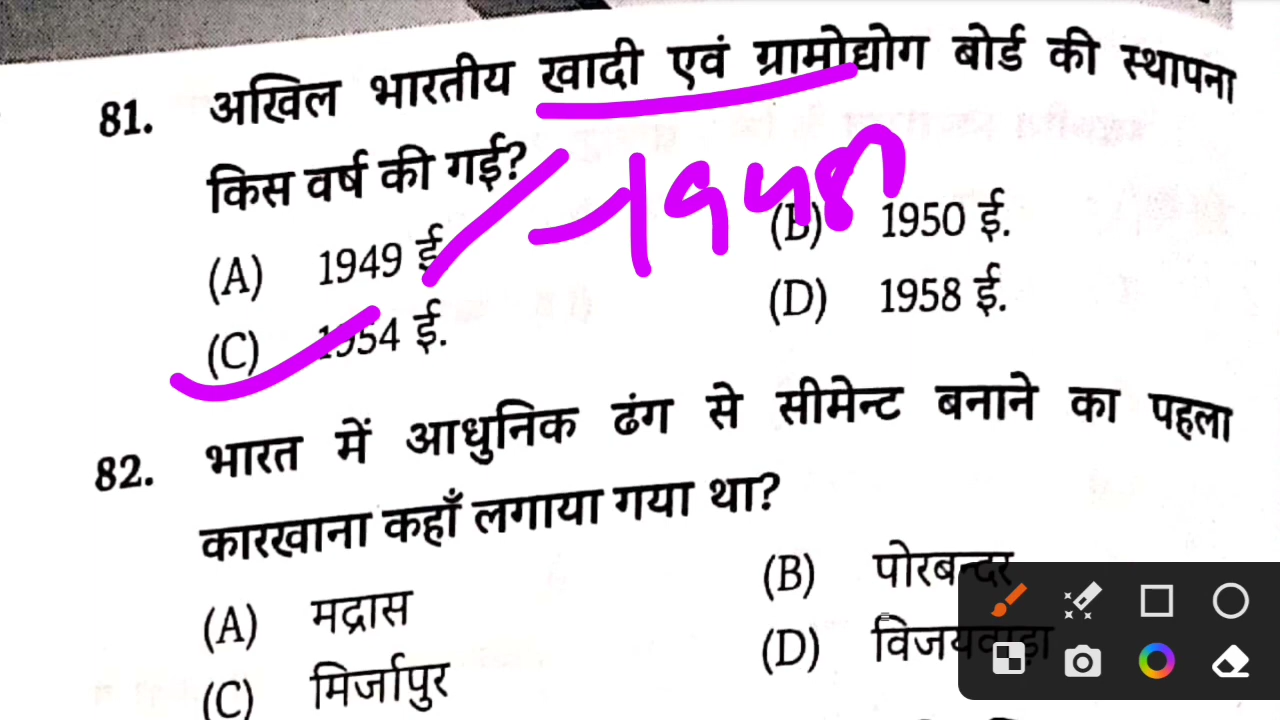 81. अखिल भारतीय खादी एवं ग्रामोद्योग बोर्ड की स्थापना
किस वर्ष की गई?
(A) 1949 ई (B) 1950 ई.
(C) 1954 ई. (D) 1958 ई.
82. भारत में आधुनिक ढंग से सीमेन्ट बनाने का पहला
कारखाना कहाँ लगाया गया था?
(A) मद्रास (B) पोरबन्दर
(C) मिर्जापुर (D) विजयवाड़ा